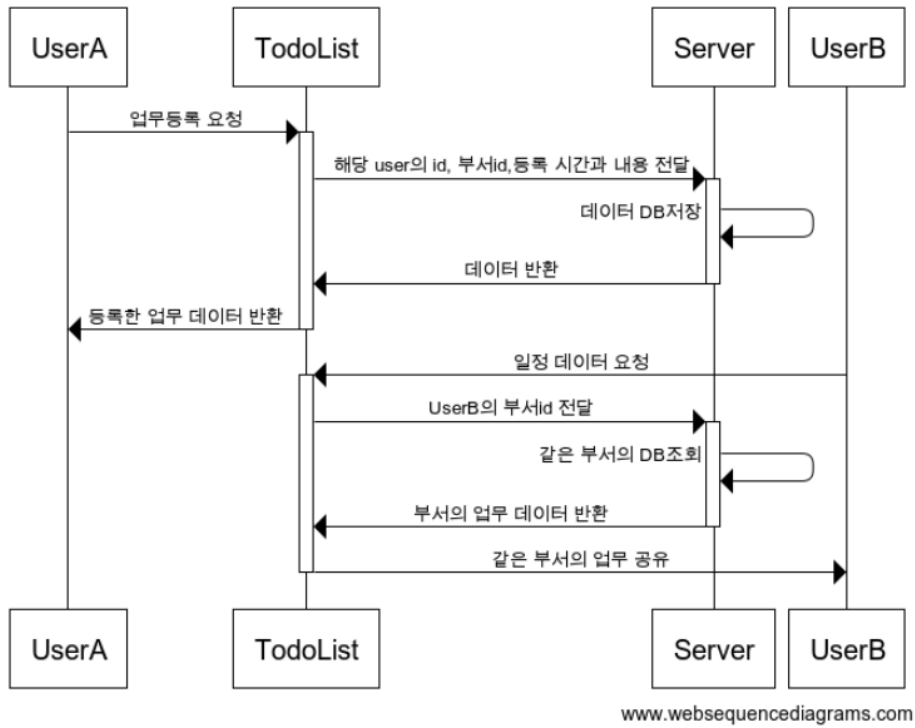 UserA
TodoList
Server
UserB
업무등록 요청
해당 user의 id, 부서id,등록 시간과 내용 전달
데이터 DB저장
데이터 반환
등록한 업무 데이터 반환
일정 데이터 요청
UserB의 부서id 전달
같은 부서의 DB조회
부서의 업무 데이터 반환
같은 부서의 업무 공유
UserA
TodoList
Server
UserB
www.websequencediagrams.com